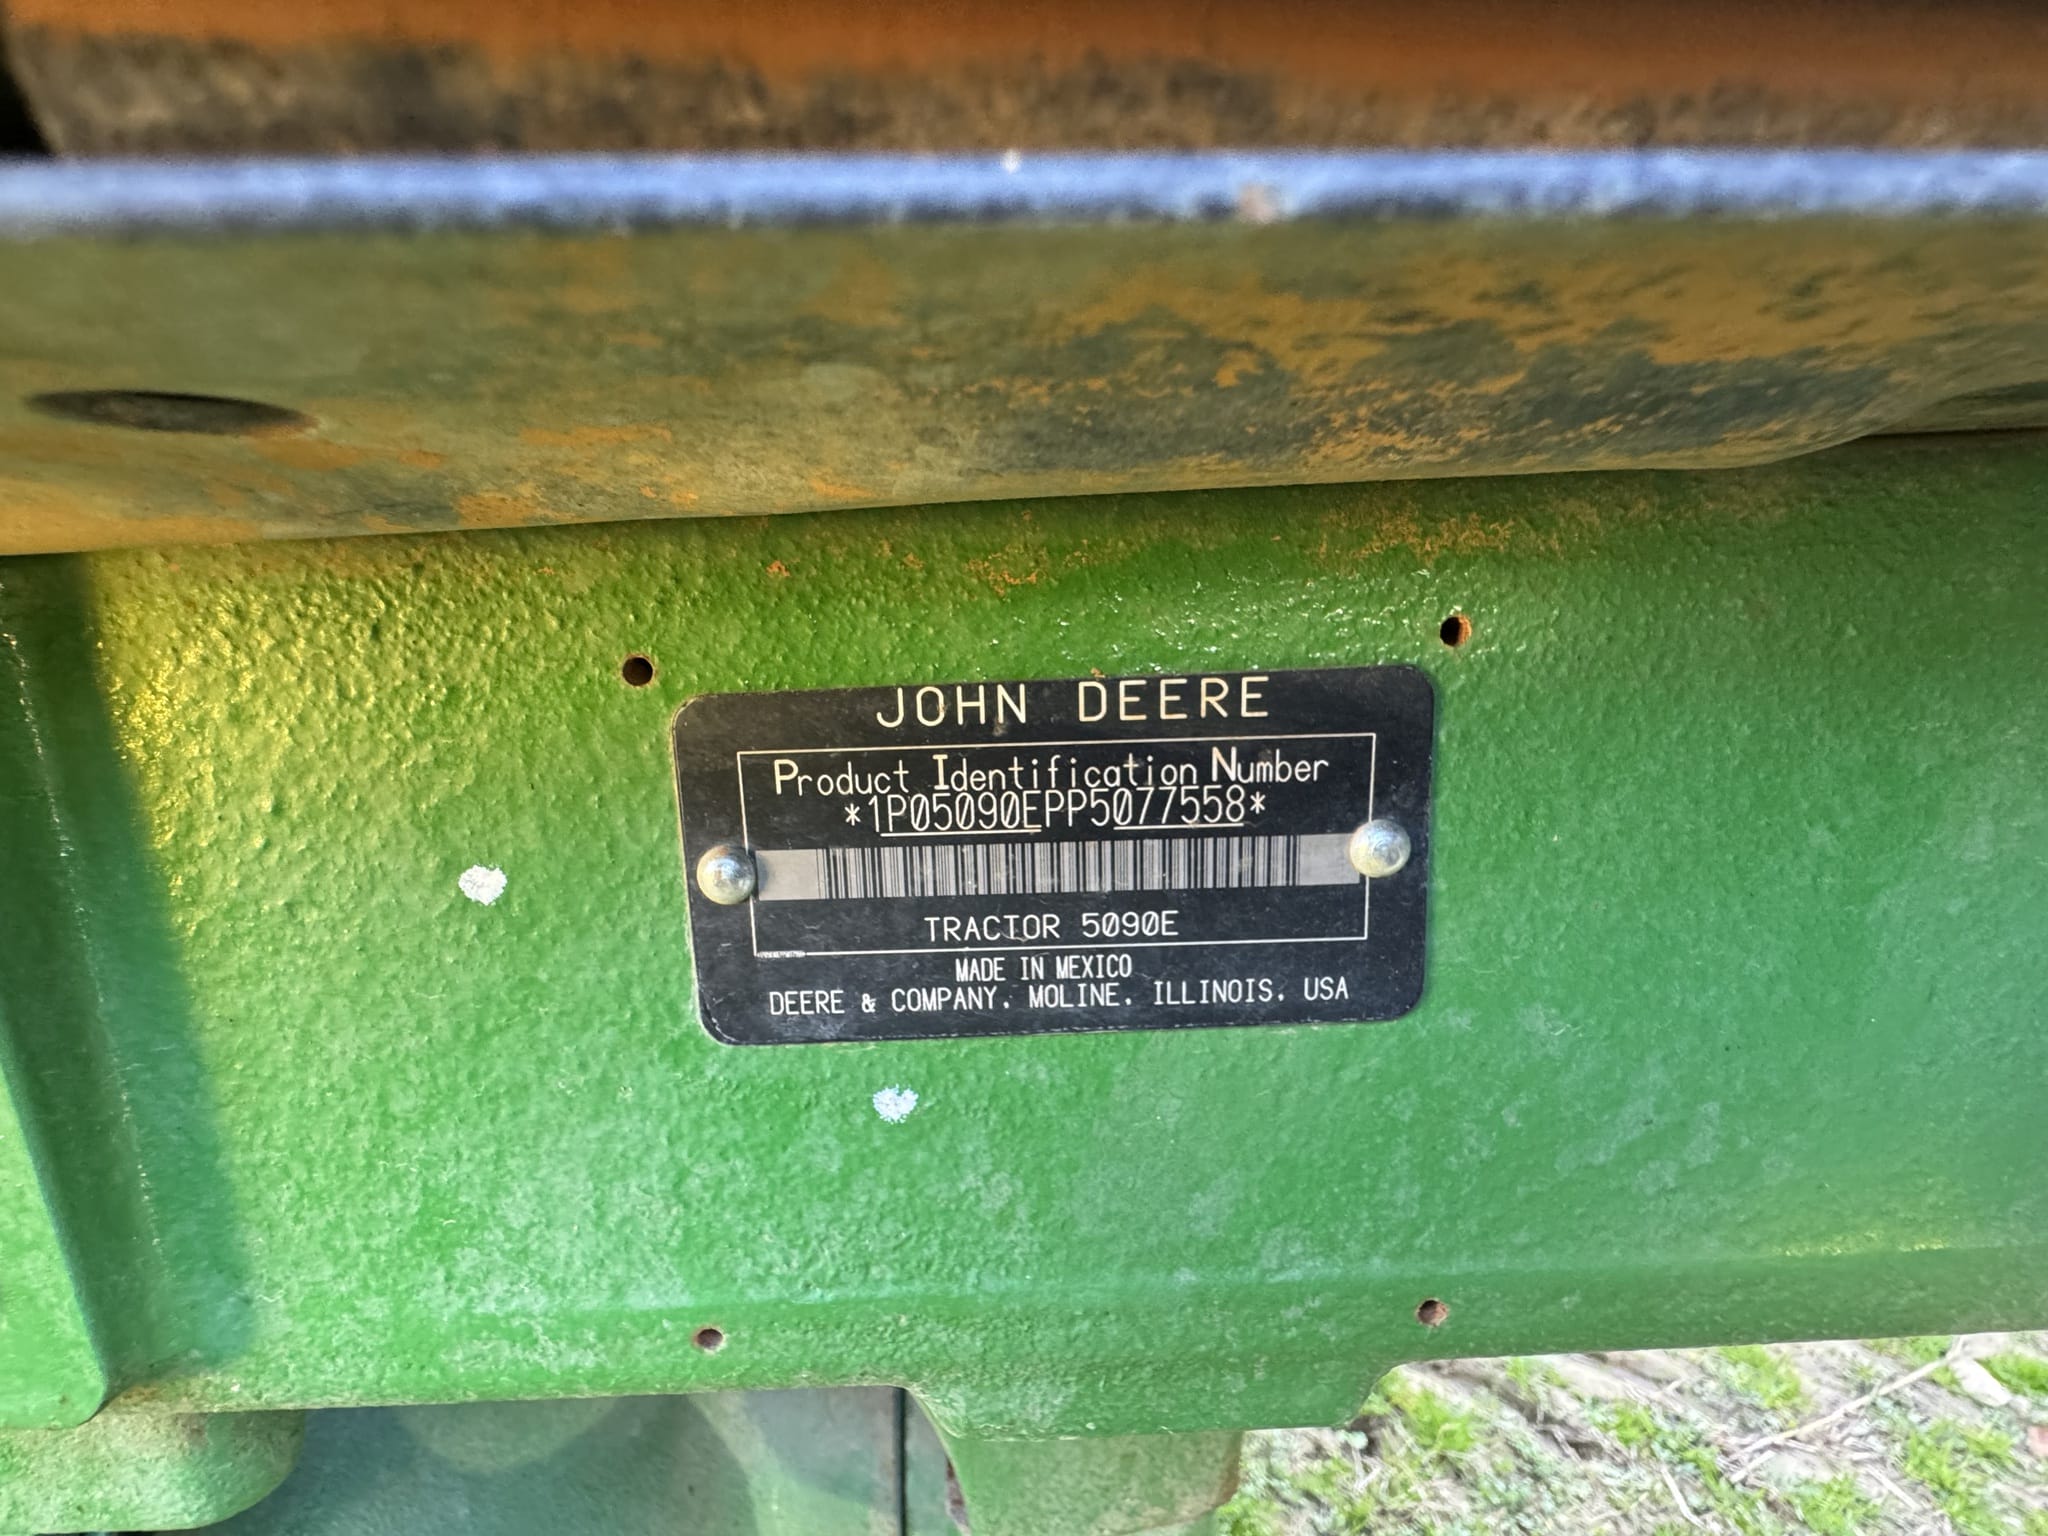 JOHN DEERE
Product Identification Number
*1P05090EPP5077558*
TRACTOR 5090E
MADE IN MEXICO
DEERE & COMPANY. MOLINE. ILLINOIS. USA